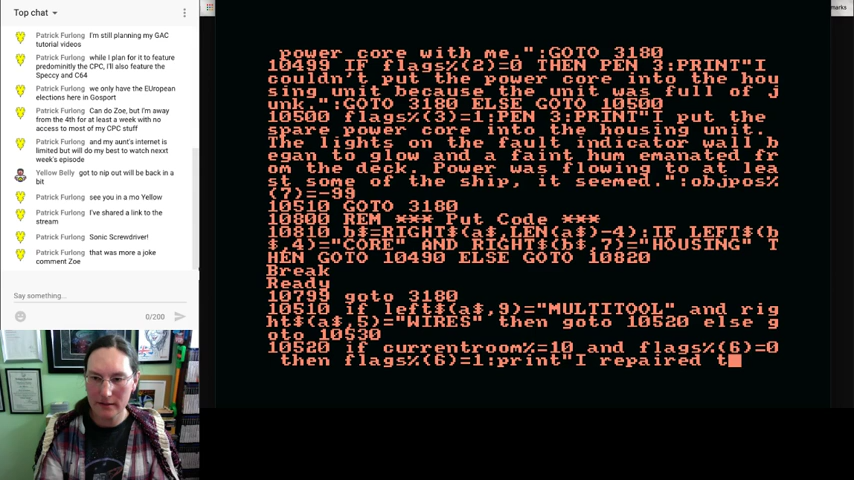 Top chat
Patrick Furlong I'm still planning my GAC
tutorial videos
Patrick Furlong while I plan for it to feature
predominitly the CPC, I'll also feature the
Speccy and C64
Patrick Furlong we only have the EUropean
elections here in Gosport
Patrick Furlong Can do Zoe, but I'm away
from the 4th for at least a week with no
access to most of my CPC stuff
Patrick Furlong and my aunt's internet is
limited but will do my best to watch nexxt
week's episode
Yellow Belly got to nip out will be back in a
bit
Patrick Furlong see you in a mo Yellow
Patrick Furlong I've shared a link to the
stream
Patrick Furlong Sonic Screwdriver!
Patrick Furlong that was more a joke
comment Zoe
Say something...
0/200
marks
power core with me.":GOTO 3180
10499 IF flags%(2)=0 THEN PEN 3:PRINT"I
couldn't put the power core into the hou
sing unit because the unit was full of j
unk.":GOTO 3180 ELSE GOTO 10500
10500 flags%(3)=1:PEN 3:PRINT"I put the
spare power core into the housing unit.
The lights on the fault indicator wall b
egan to glow and a faint hum emanated fr
om the deck. Power was flowing to at lea
st some of the ship, it seemed.":objpos%
(7)=-99
10510 GOTO 3180
10800 REM *** Put Code ***
10810 b$=RIGHT$(a$,LEN(a$)-4):IF LEFT$(b
$,4)="CORE" AND RIGHT$(b$,7)="HOUSING" T
HEN GOTO 10490 ELSE GOTO 10820
Break
Ready
10799 goto 3180
10510 if left$(a$,9)="MULTITOOL" and rig
ht$(a$,5)="WIRES" then goto 10520 else g
oto 10530
10520 if currentroom%=10 and flags%(6)=0
then flags%(6)=1:print"I repaired t